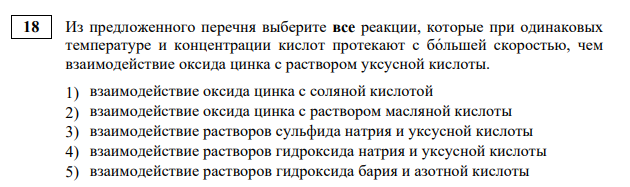 18
Из предложенного перечня выберите все реакции, которые при одинаковых
температуре и концентрации кислот протекают с бо́льшей скоростью, чем
взаимодействие оксида цинка с раствором уксусной кислоты.
1) взаимодействие оксида цинка с соляной кислотой
2) взаимодействие оксида цинка с раствором масляной кислоты
3) взаимодействие растворов сульфида натрия и уксусной кислоты
4) взаимодействие растворов гидроксида натрия и уксусной кислоты
5) взаимодействие растворов гидроксида бария и азотной кислоты